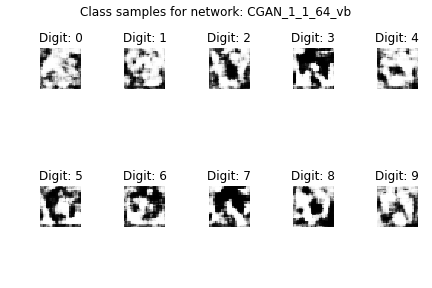 Class samples for network: CGAN_1_1_64_vb
Digit: 0 Digit: 1 Digit: 2 Digit: 3 Digit: 4
Digit: 5 Digit: 6 Digit: 7 Digit: 8 Digit: 9